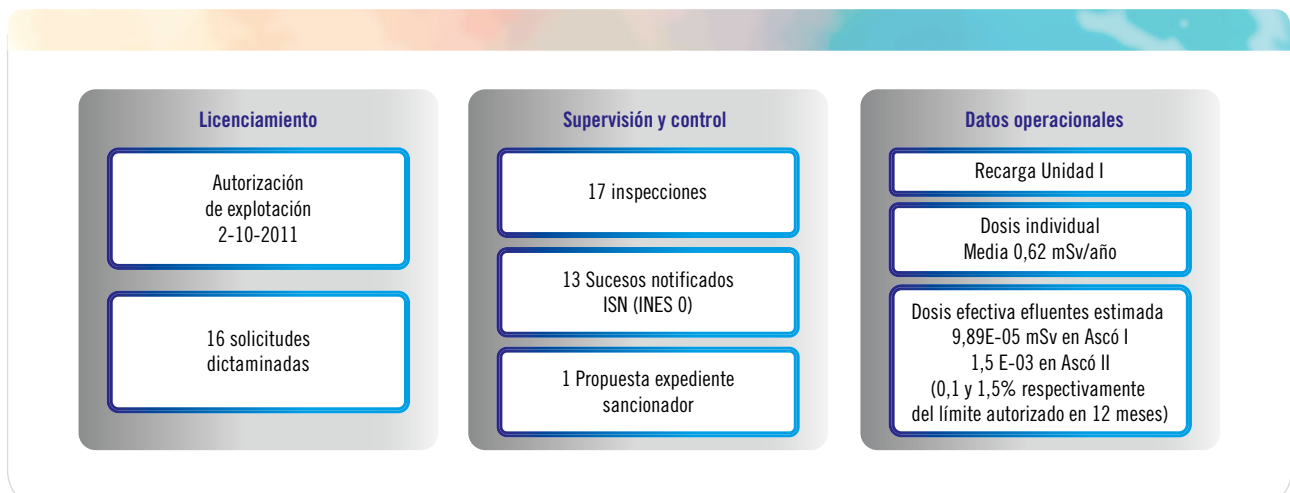 Licenciamiento
Autorización
de explotación
2-10-2011
16 solicitudes
dictaminadas
Supervisión y control
17 inspecciones
13 Sucesos notificados
ISN (INES 0)
1 Propuesta expediente
sancionador
Datos operacionales
Recarga Unidad I
Dosis individual
Media 0,62 mSv/año
Dosis efectiva efluentes estimada
9,89E-05 mSv en Ascó I
1,5 E-03 en Ascó II
(0,1 y 1,5% respectivamente
del límite autorizado en 12 meses)